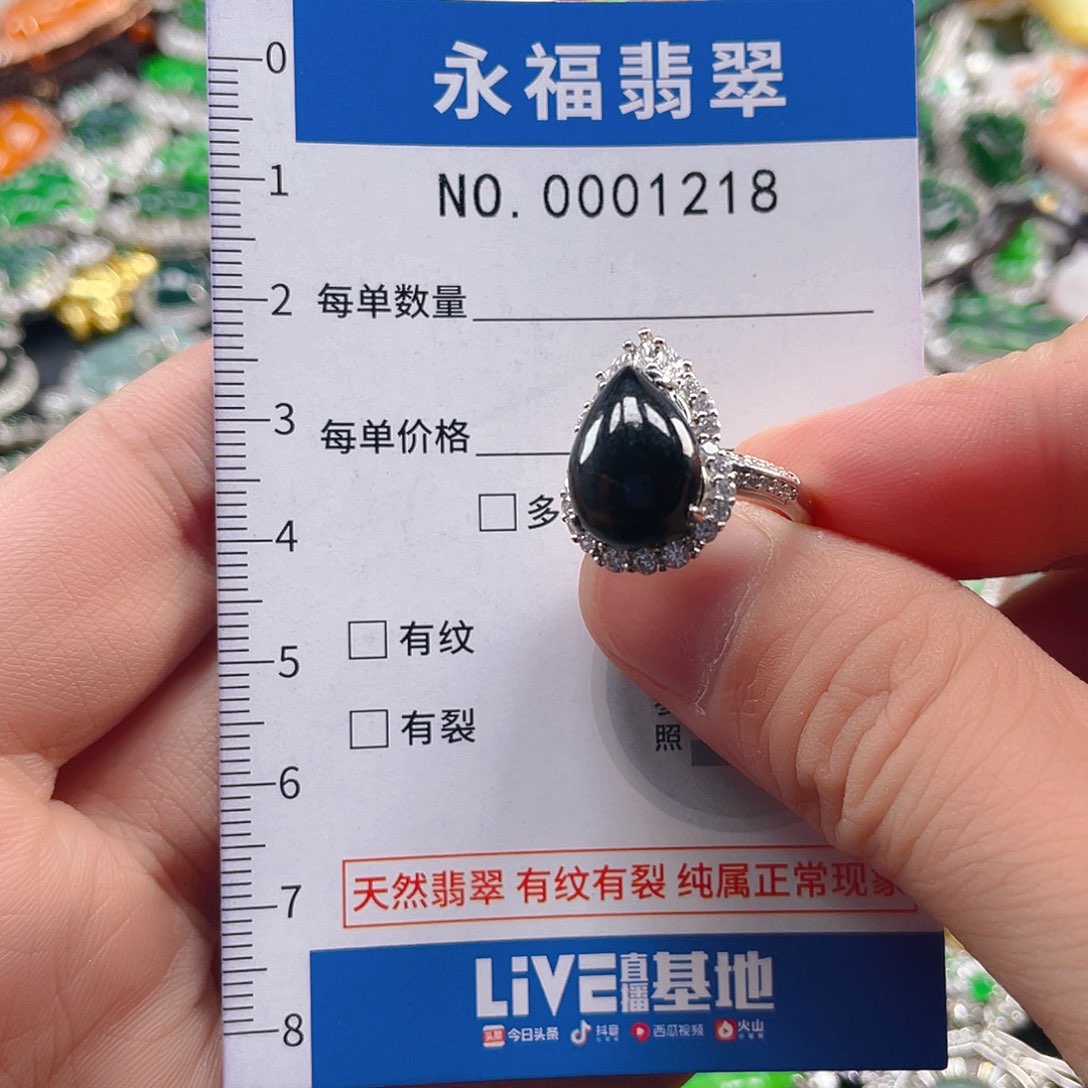 永福翡翠
NO. 0001218
0
1
2
3
4
5
6
7
8
每单数量
每单价格
多
有纹
有裂
照
天然翡翠 有纹有裂 纯属正常现象
LiVE直播基地
头条 今日头条 抖音 西瓜视频 火山